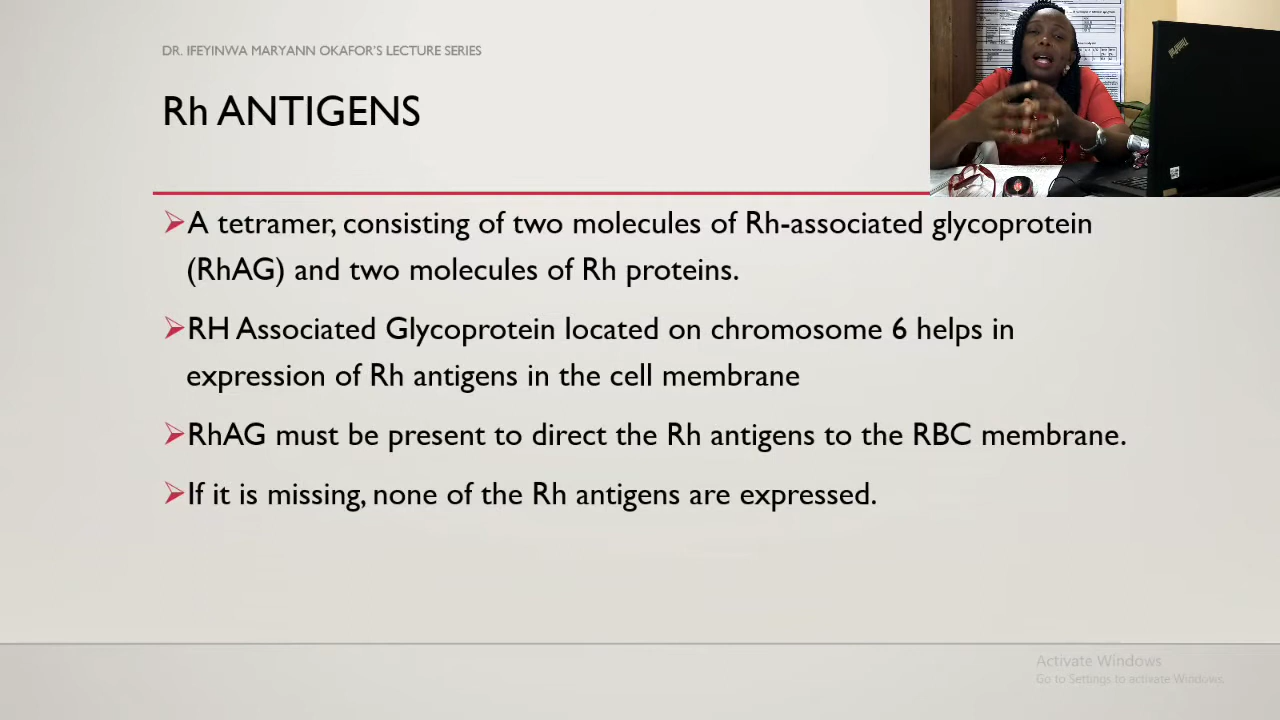 DR. IFEYINWA MARYANN OKAFOR'S LECTURE SERIES
Rh ANTIGENS
A tetramer, consisting of two molecules of Rh-associated glycoprotein
(RhAG) and two molecules of Rh proteins.
RH Associated Glycoprotein located on chromosome 6 helps in
expression of Rh antigens in the cell membrane
RhAG must be present to direct the Rh antigens to the RBC membrane.
If it is missing, none of the Rh antigens are expressed.
Activate Windows
Go to Settings to activate Windows.
ThinkPad